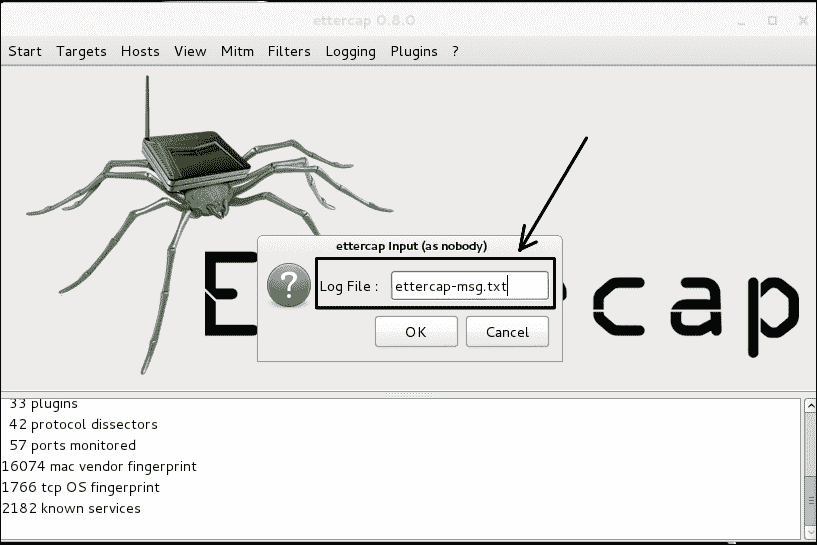 ettercap 0.8.0
Start Targets Hosts View Mitm Filters Logging Plugins ?
ettercap Input (as nobody)
Log File : ettercap-msg.txt
OK Cancel
E cap
33 plugins
42 protocol dissectors
57 ports monitored
16074 mac vendor fingerprint
1766 tcp OS fingerprint
2182 known services